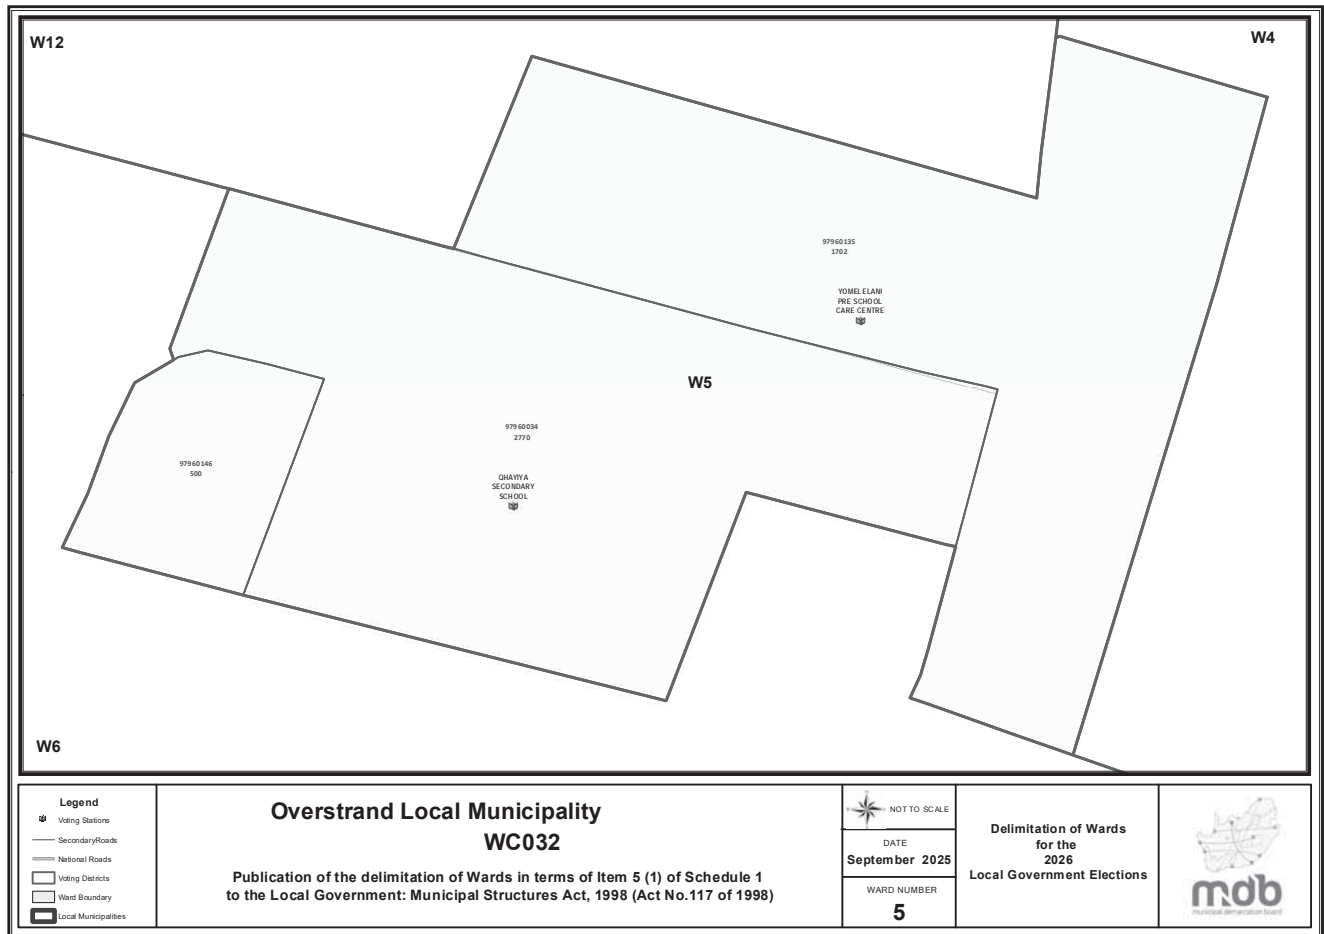 W12
W4
97960135
1702
YOMELELANI
PRE SCHOOL
CARE CENTRE
W5
97960034
2770
97960146
500
QHAYIYA
SECONDARY
SCHOOL
W6
Legend
Voting Stations
SecondaryRoads
National Roads
Voting Districts
Ward Boundary
Local Municipalities
Overstrand Local Municipality
WC032
Publication of the delimitation of Wards in terms of Item 5 (1) of Schedule 1
to the Local Government: Municipal Structures Act, 1998 (Act No.117 of 1998)
NOT TO SCALE
DATE
September 2025
WARD NUMBER
5
Delimitation of Wards
for the
2026
Local Government Elections
mdb
municipal demarcation board